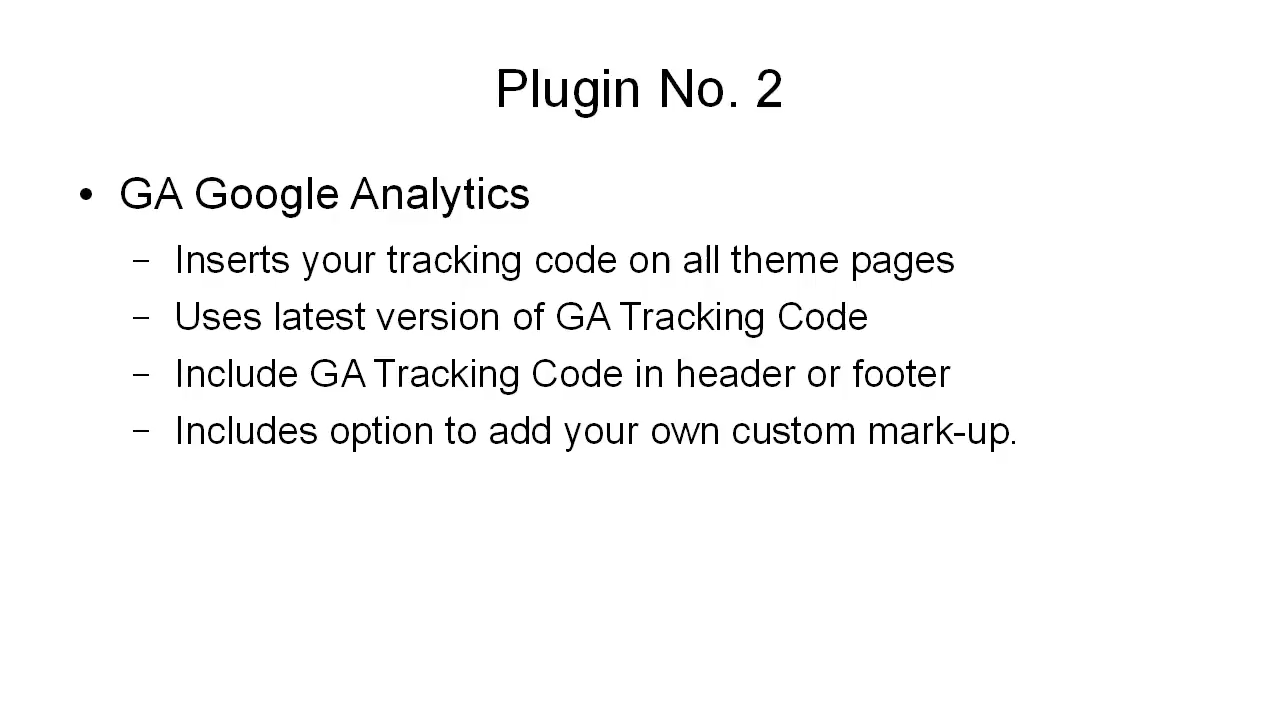 Plugin No. 2
• GA Google Analytics
– Inserts your tracking code on all theme pages
– Uses latest version of GA Tracking Code
– Include GA Tracking Code in header or footer
– Includes option to add your own custom mark-up.